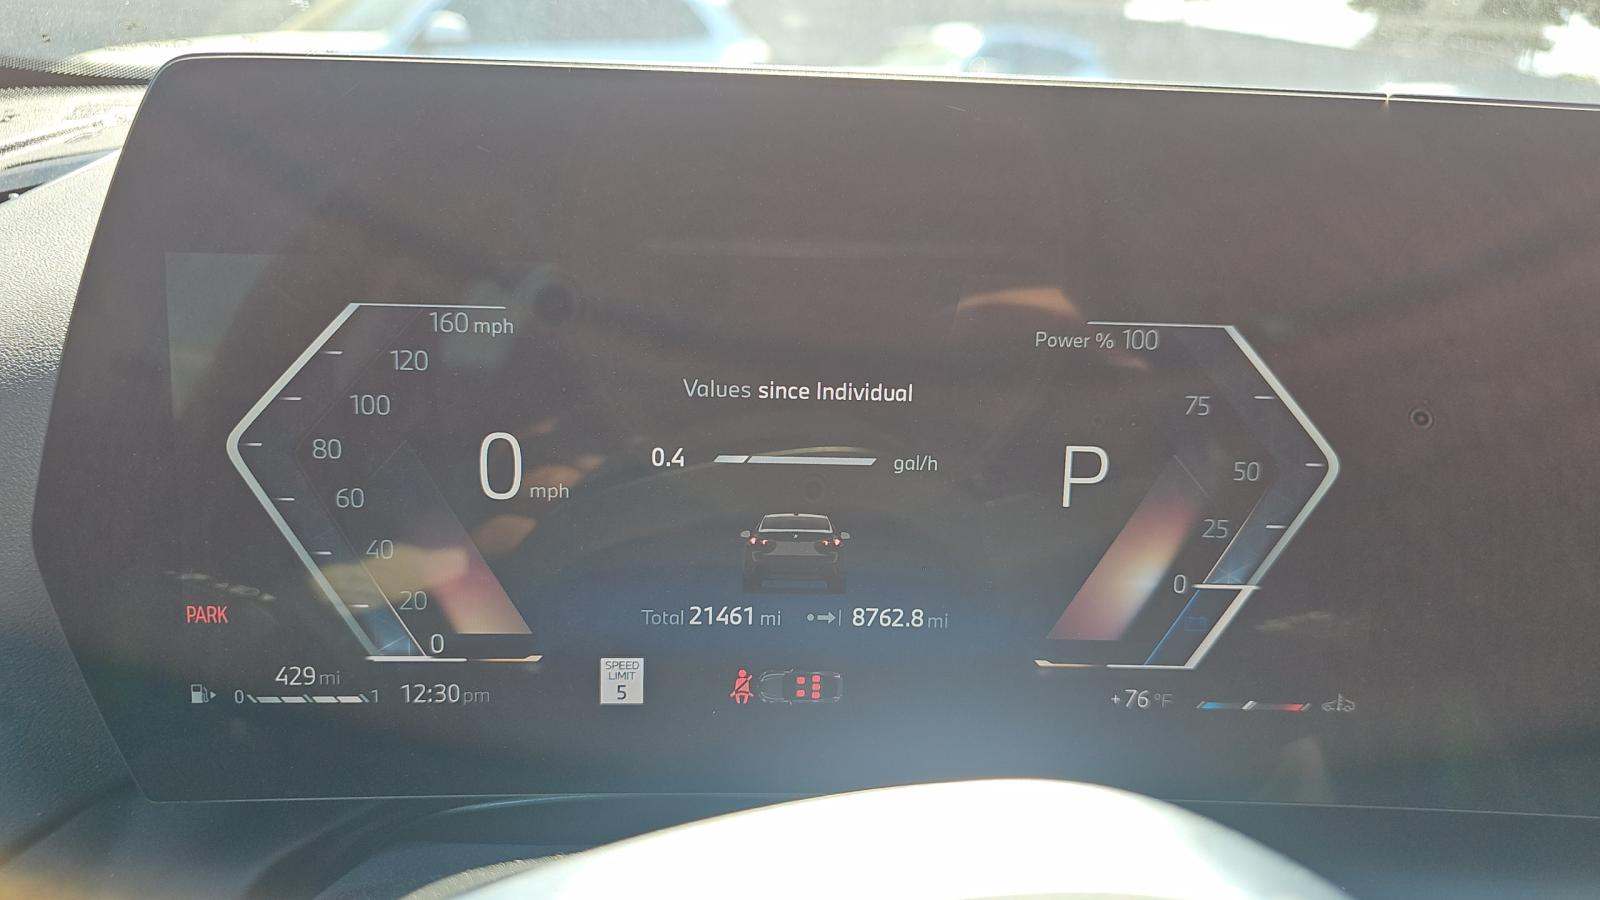 160 mph
120
100
80
60
40
20
0
0 mph
Values since Individual
0.4 gal/h
Total 21461 mi 8762.8 mi
Power % 100
75
50
25
0
P
PARK
429 mi
0 1 12:30 pm
SPEED
LIMIT
5
+76 °F